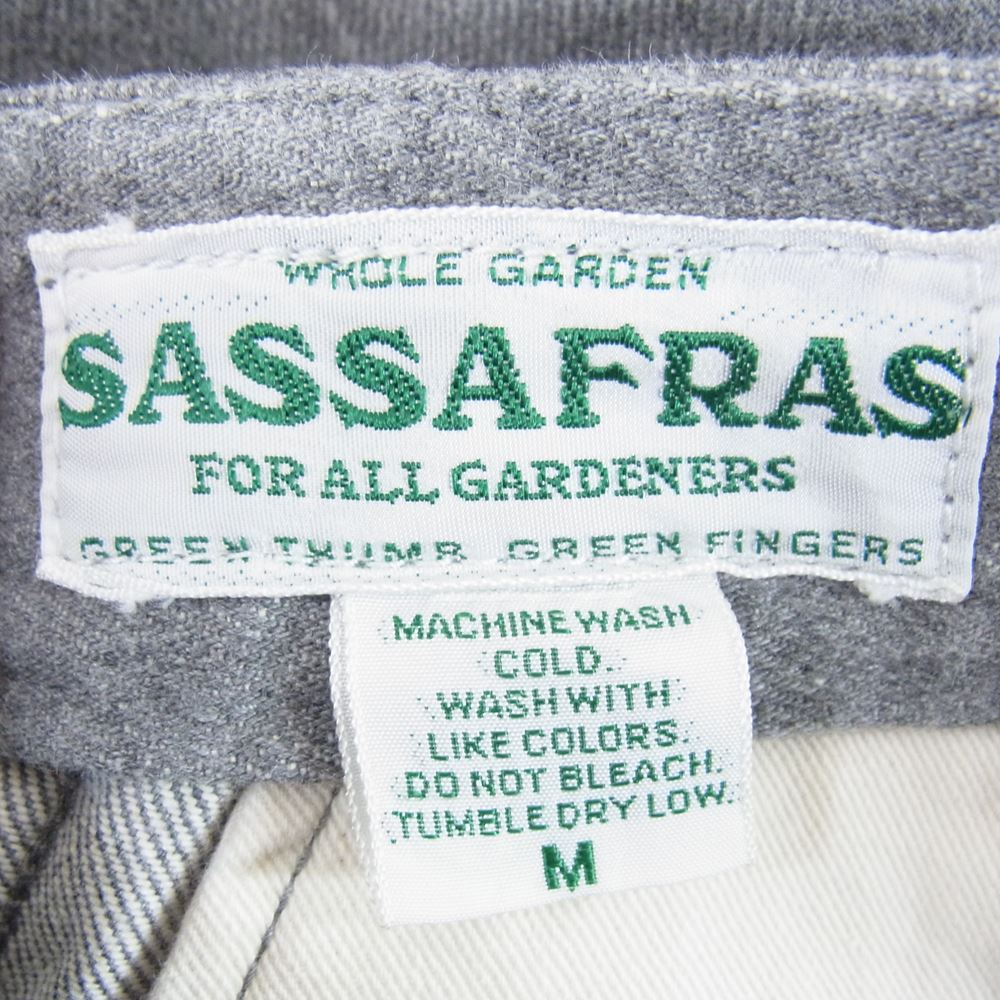 WHOLE GARDEN
SASSAFRAS
FOR ALL GARDENERS
GREEN THUMB GREEN FINGERS
MACHINE WASH
COLD.
WASH WITH
LIKE COLORS.
DO NOT BLEACH.
TUMBLE DRY LOW.
M